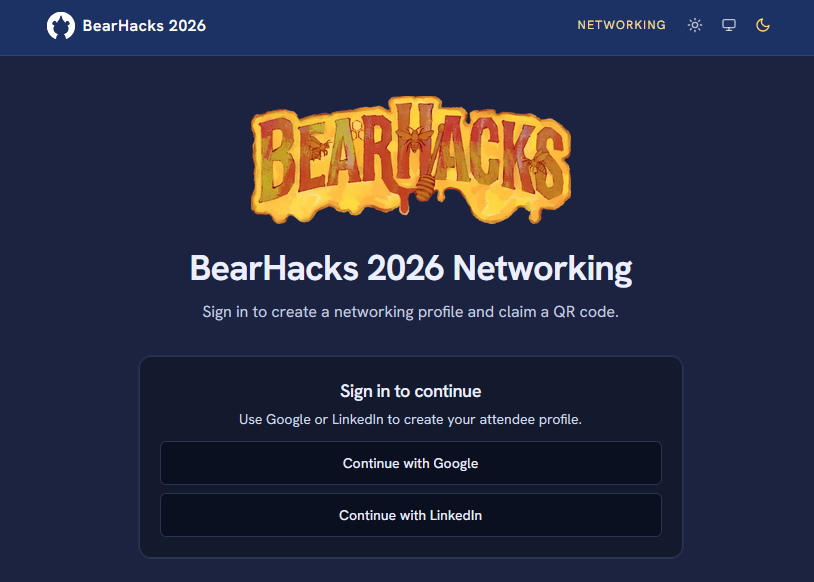 BearHacks 2026
NETWORKING
BEARHACKS
BearHacks 2026 Networking
Sign in to create a networking profile and claim a QR code.
Sign in to continue
Use Google or LinkedIn to create your attendee profile.
Continue with Google
Continue with LinkedIn